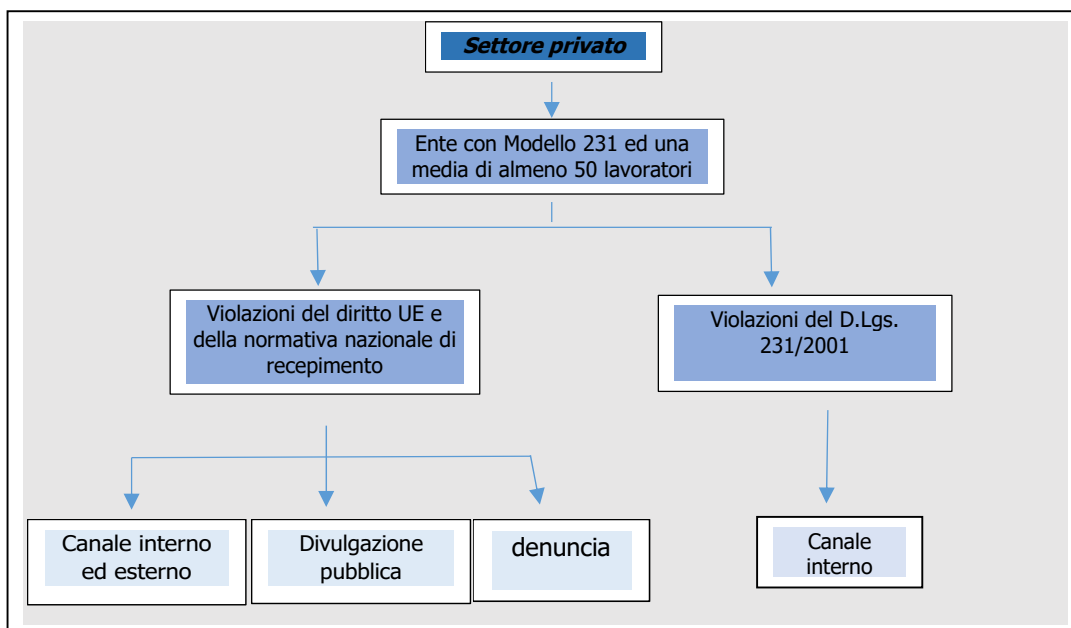 Settore privato
Ente con Modello 231 ed una
media di almeno 50 lavoratori
Violazioni del diritto UE e
della normativa nazionale di
recepimento
Violazioni del D.Lgs.
231/2001
Canale interno
ed esterno
Divulgazione
pubblica
denuncia
Canale
interno